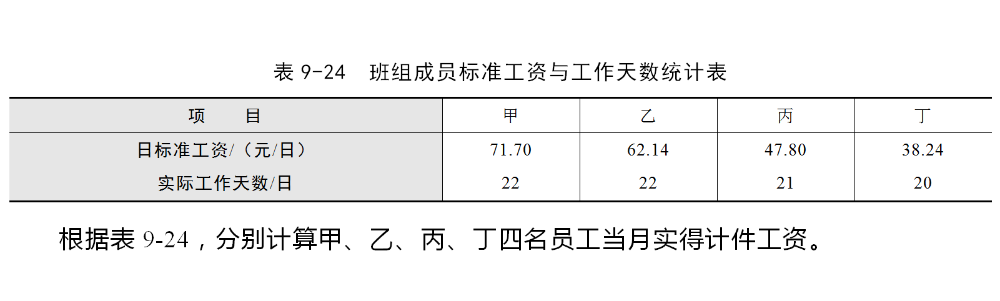 表 9-24 班组成员标准工资与工作天数统计表
项 目 甲 乙 丙 丁
日标准工资/（元/日） 71.70 62.14 47.80 38.24
实际工作天数/日 22 22 21 20
根据表 9-24，分别计算甲、乙、丙、丁四名员工当月实得计件工资。